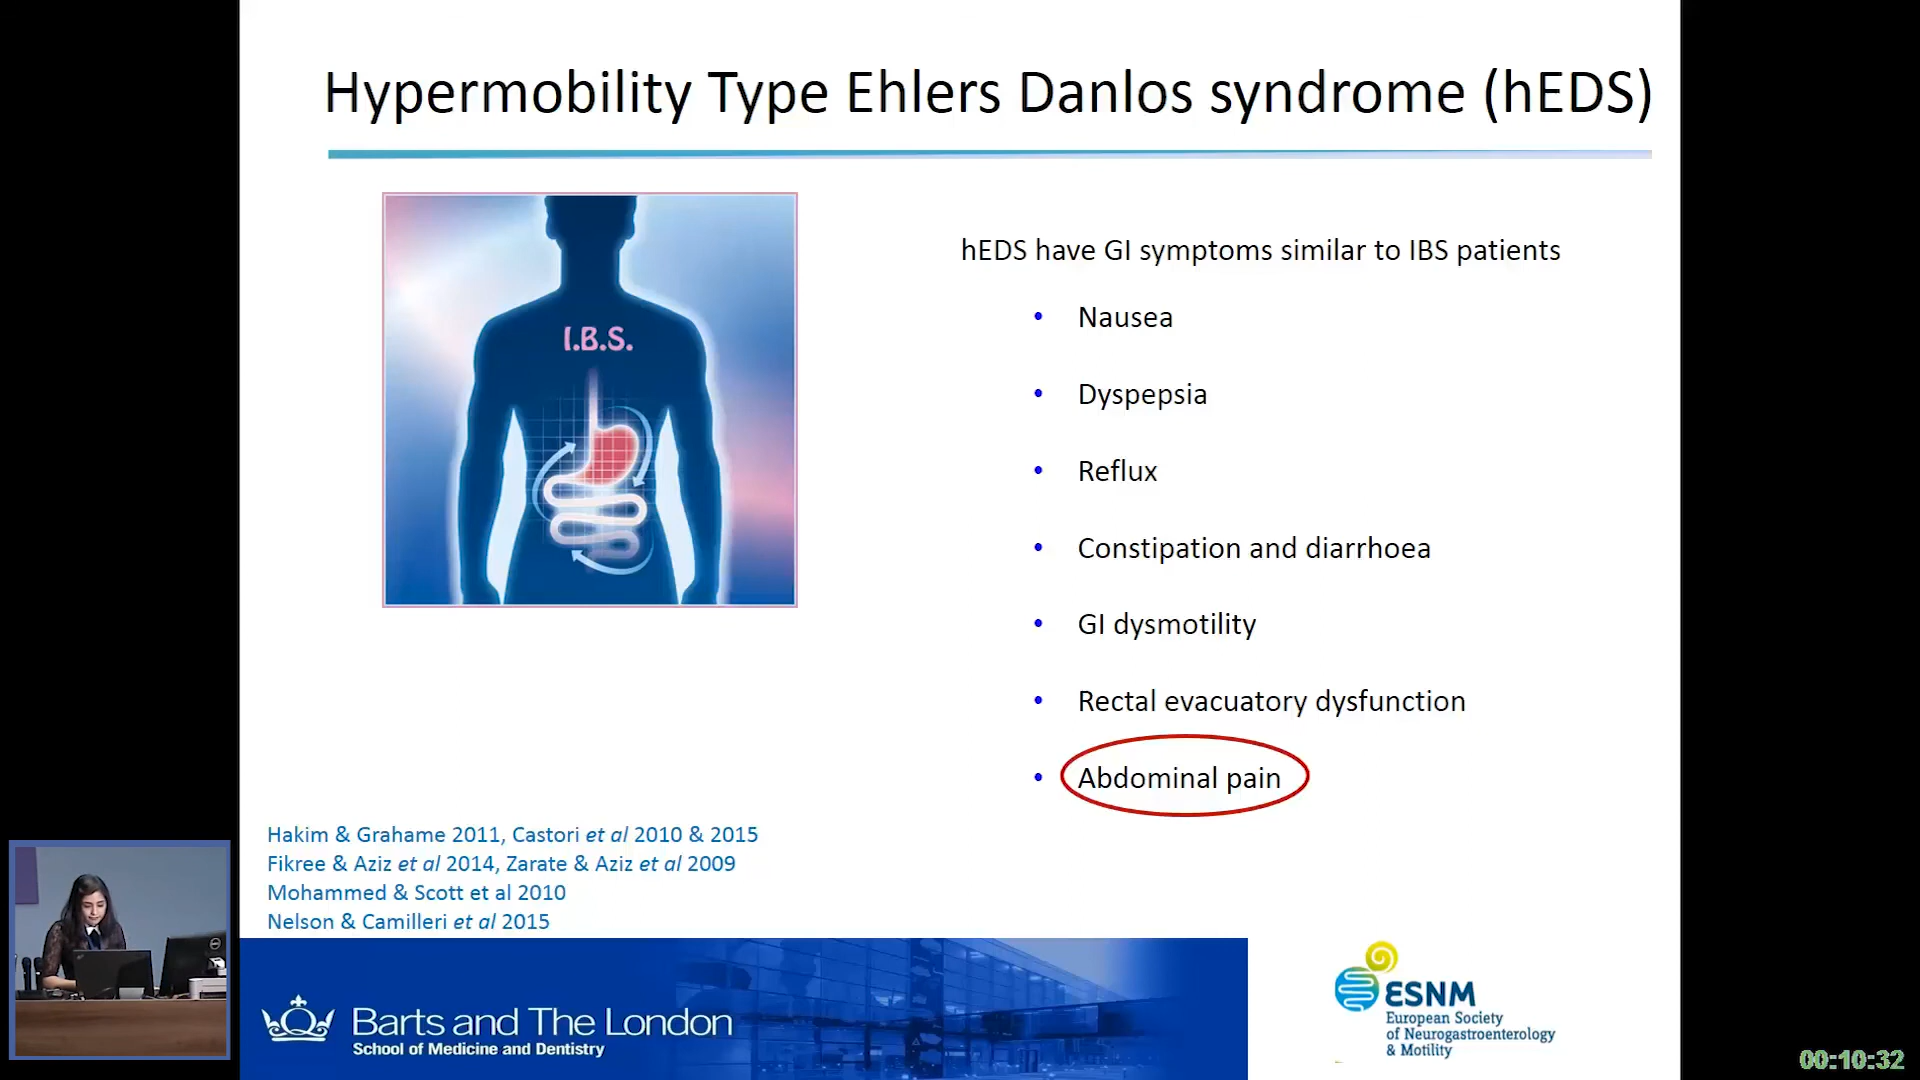 Hypermobility Type Ehlers Danlos syndrome (hEDS)
I.B.S.
hEDS have GI symptoms similar to IBS patients
• Nausea
• Dyspepsia
• Reflux
• Constipation and diarrhoea
• GI dysmotility
• Rectal evacuatory dysfunction
• Abdominal pain
Hakim & Grahame 2011, Castori et al 2010 & 2015
Fikree & Aziz et al 2014, Zarate & Aziz et al 2009
Mohammed & Scott et al 2010
Nelson & Camilleri et al 2015
Barts and The London
School of Medicine and Dentistry
ESNM
European Society
of Neurogastroenterology
& Motility
00:10:32